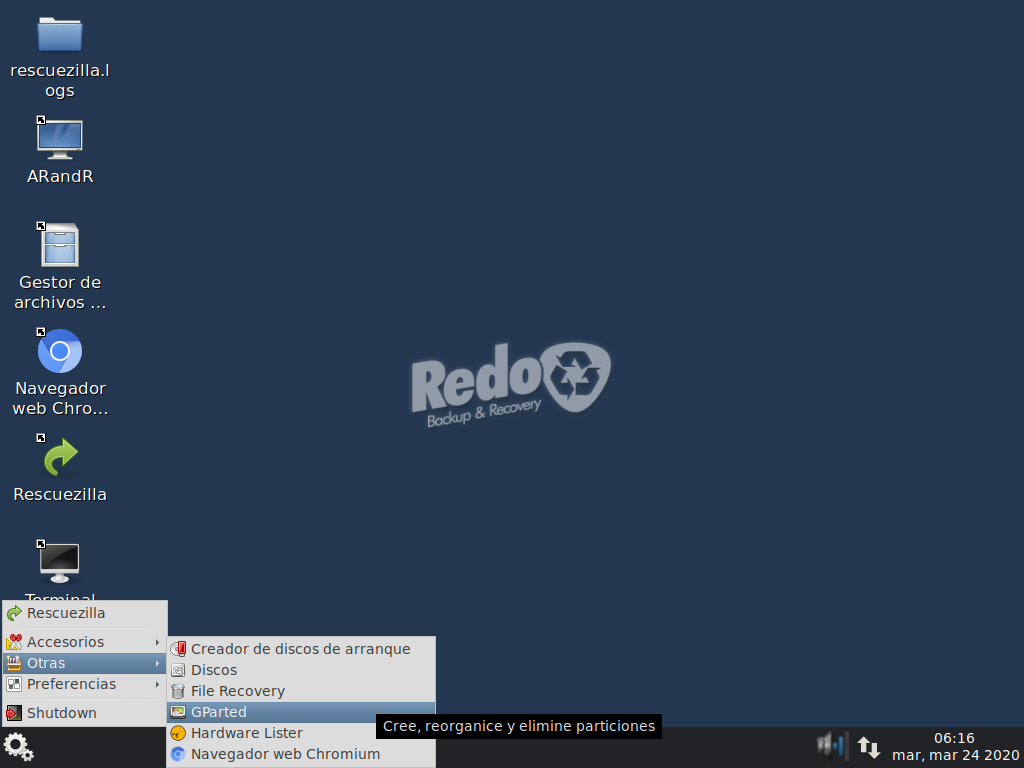 rescuezilla.l
ogs
ARandR
Gestor de
archivos ...
Navegador
web Chro...
Rescuezilla
Terminal
Redo
Backup & Recovery
Rescuezilla
Accesorios
Otras
Preferencias
Shutdown
Creador de discos de arranque
Discos
File Recovery
GParted
Hardware Lister
Navegador web Chromium
Cree, reorganice y elimine particiones
06:16
mar, mar 24 2020